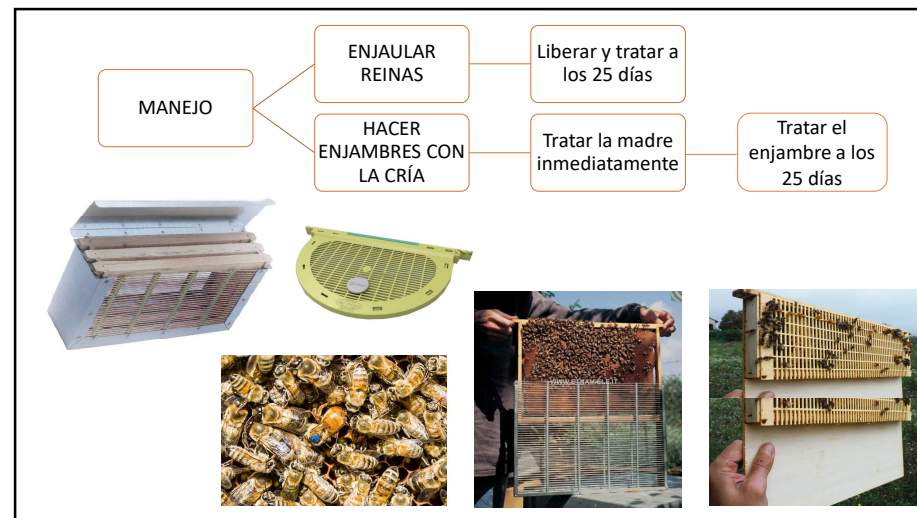 MANEJO
ENJAULAR
REINAS
Liberar y tratar a
los 25 días
HACER
ENJAMBRES CON
LA CRÍA
Tratar la madre
inmediatamente
Tratar el
enjambre a los
25 días